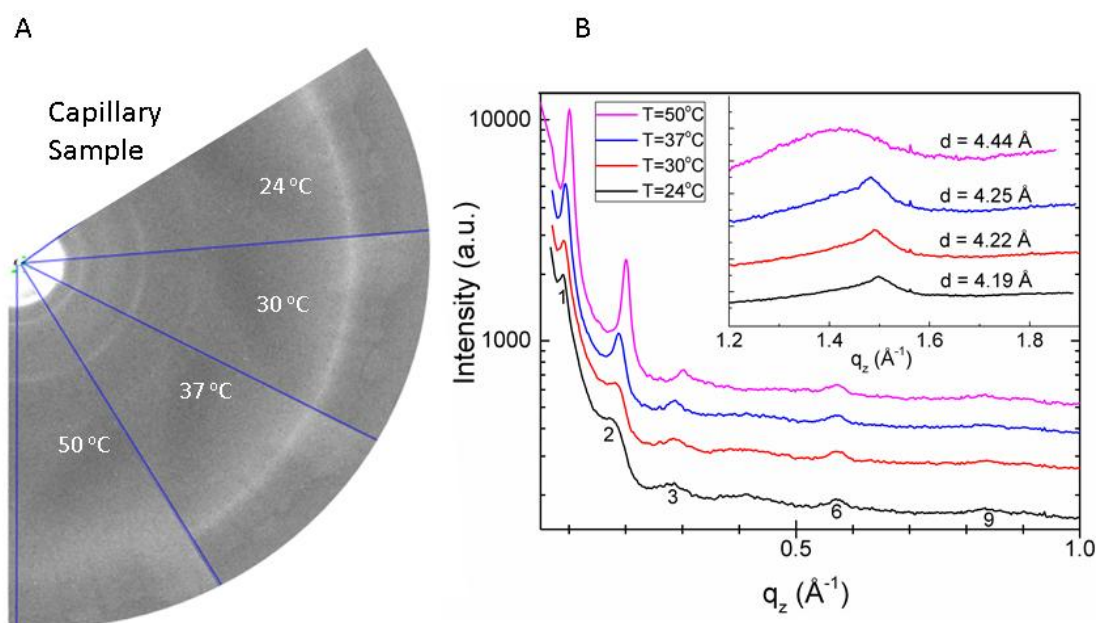 A
B
Capillary
Sample
24 °C
30 °C
37 °C
50 °C
Intensity (a.u.)
10000
1000
T=50°C
T=37°C
T=30°C
T=24°C
d = 4.44 Å
d = 4.25 Å
d = 4.22 Å
d = 4.19 Å
1.2 1.4 1.6 1.8
q_z (Å⁻¹)
1
2
3
6
9
0.5 1.0
q_z (Å⁻¹)